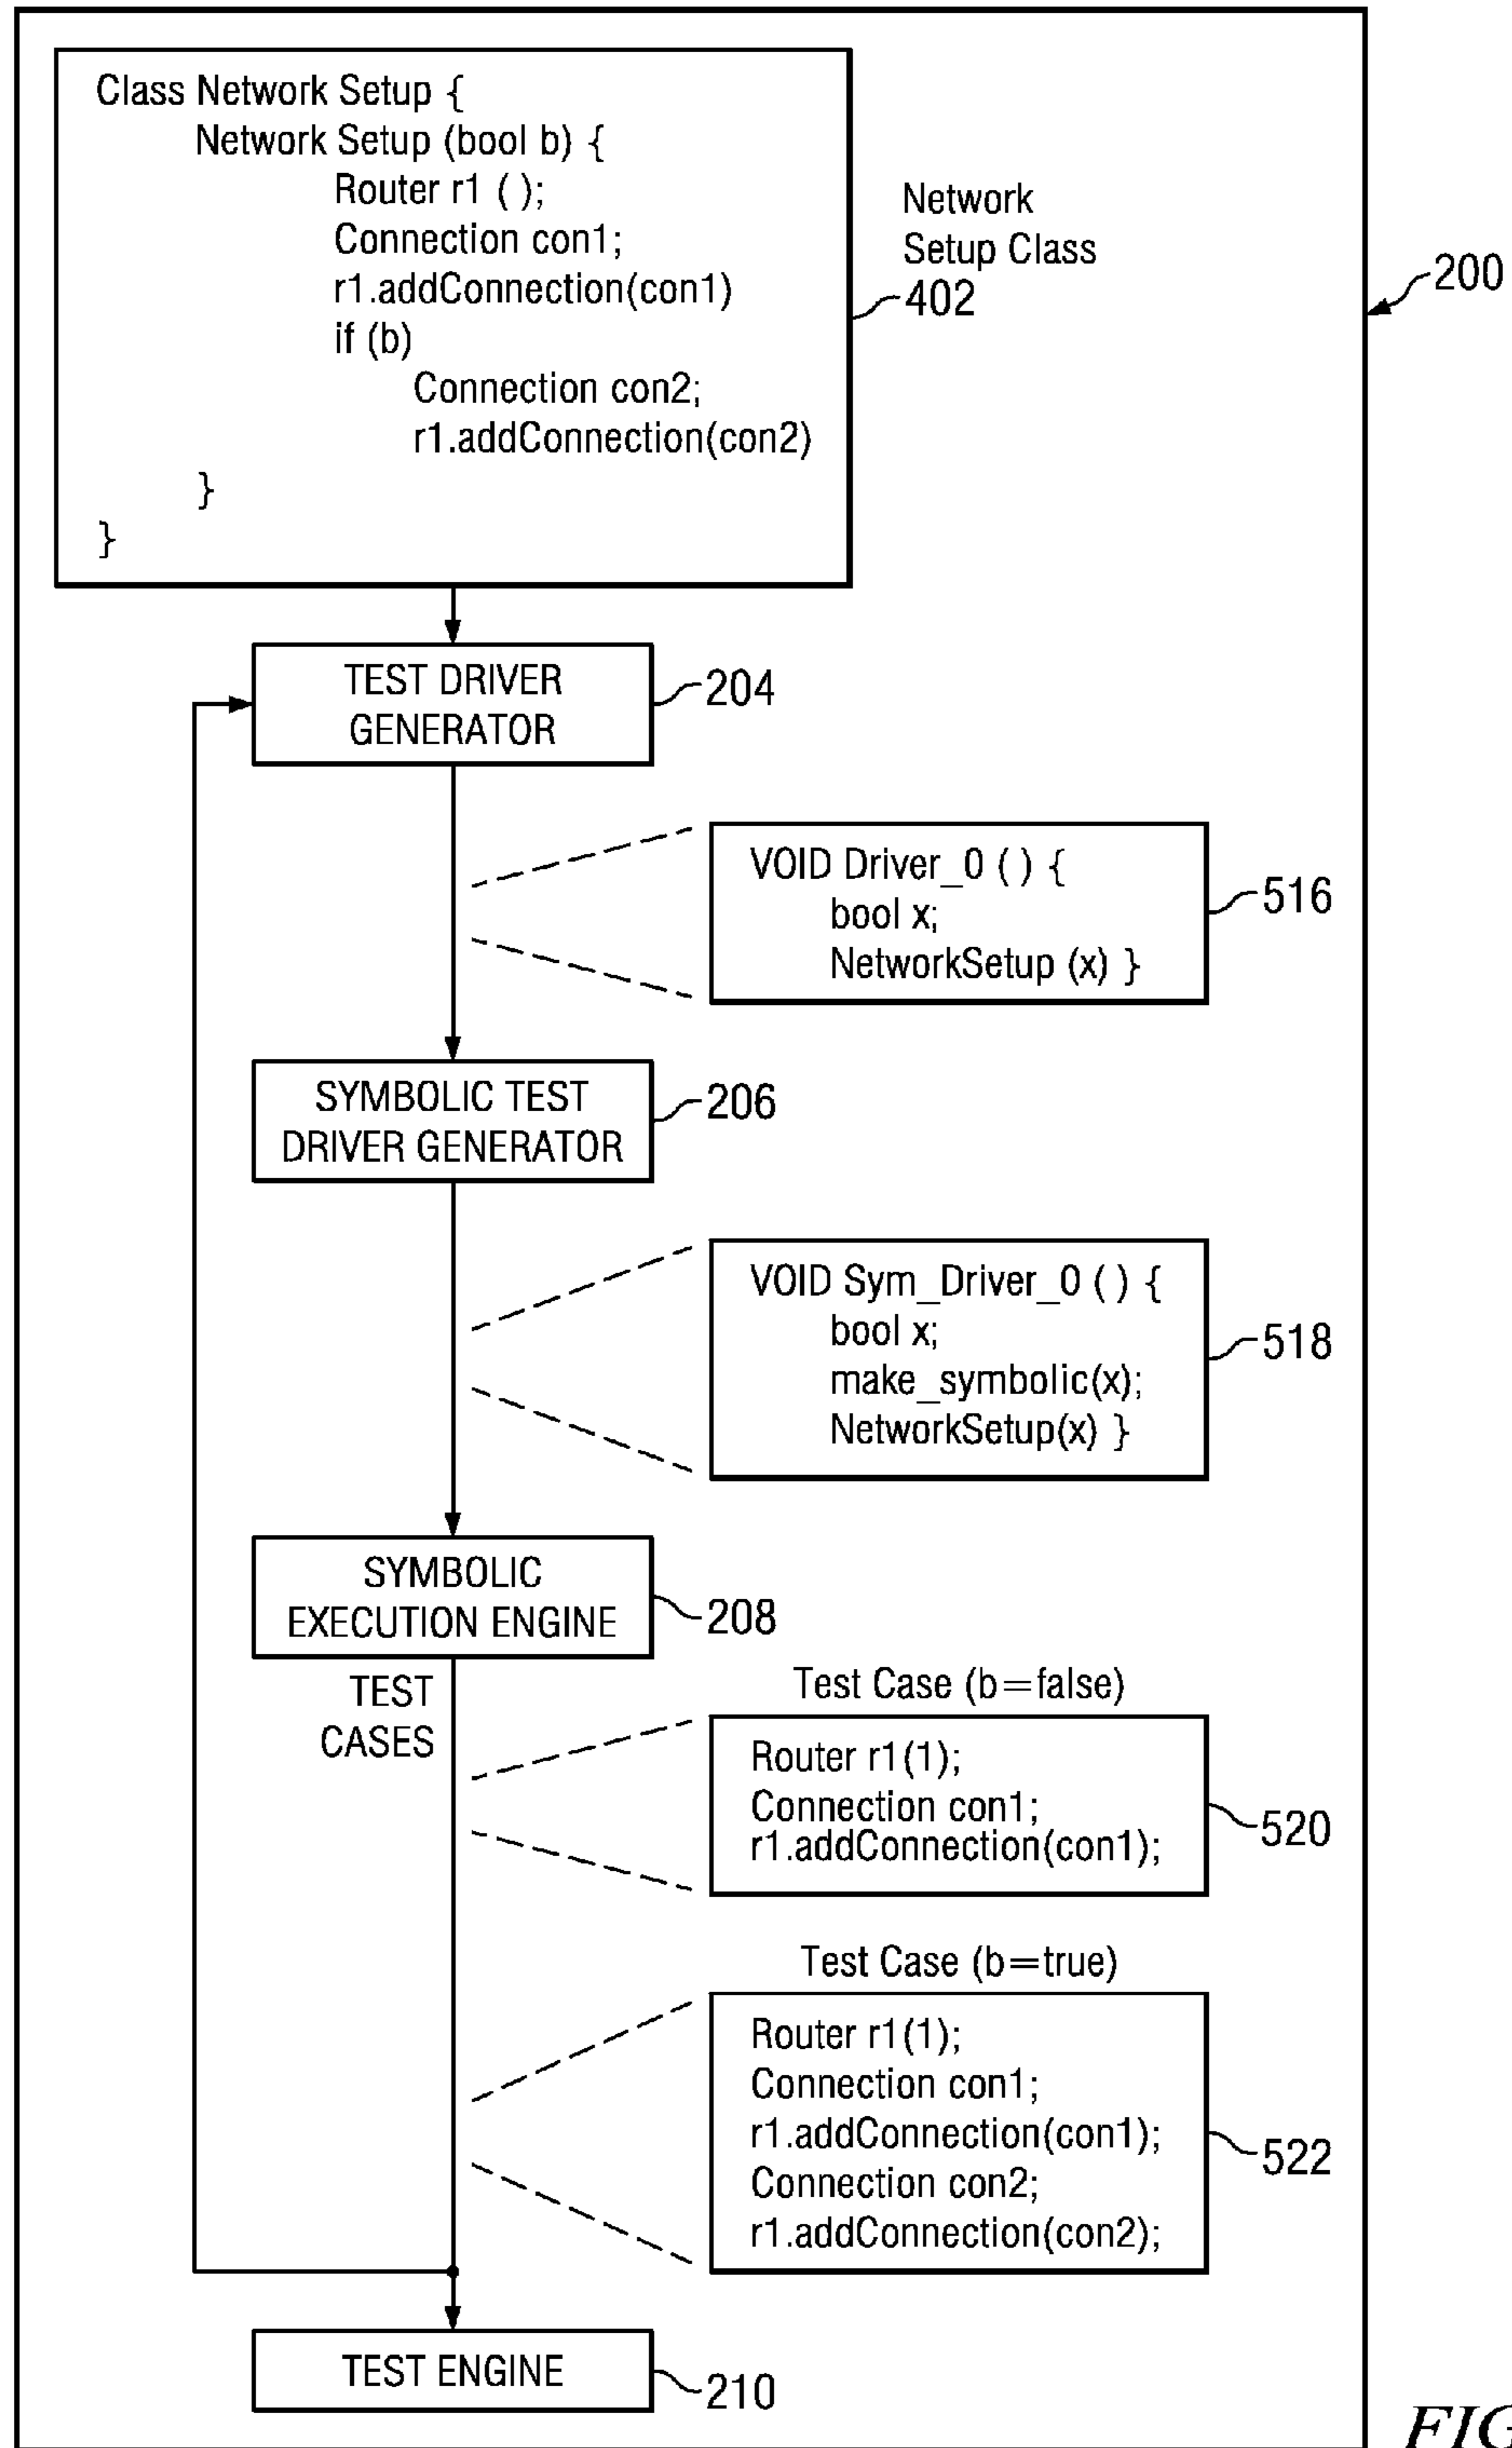 Class Network Setup {
Network Setup (bool b) {
Router r1 ( );
Connection con1;
r1.addConnection(con1)
if (b)
Connection con2;
r1.addConnection(con2)
}
}
Network
Setup Class
402
200
TEST DRIVER
GENERATOR
204
VOID Driver_0 ( ) {
bool x;
NetworkSetup (x) }
516
SYMBOLIC TEST
DRIVER GENERATOR
206
VOID Sym_Driver_0 ( ) {
bool x;
make_symbolic(x);
NetworkSetup(x) }
518
SYMBOLIC
EXECUTION ENGINE
208
TEST
CASES
Test Case (b=false)
Router r1(1);
Connection con1;
r1.addConnection(con1);
520
Test Case (b=true)
Router r1(1);
Connection con1;
r1.addConnection(con1);
Connection con2;
r1.addConnection(con2);
522
TEST ENGINE
210
FIG